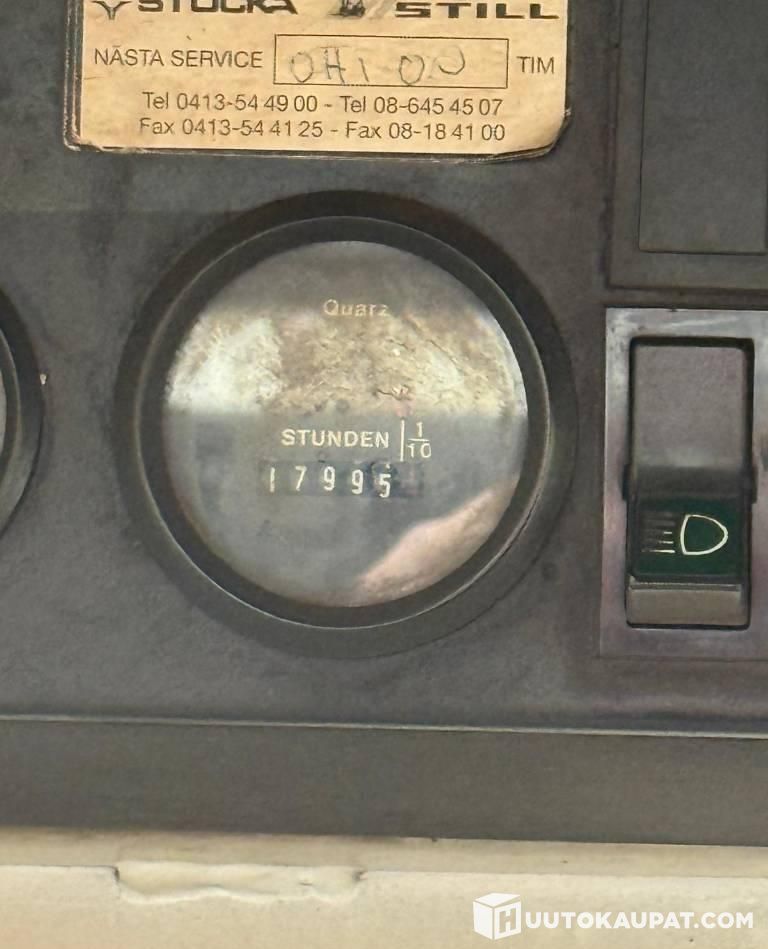 STOCKA STILL
NÄSTA SERVICE TIM
Tel 0413-54 49 00 - Tel 08-645 45 07
Fax 0413-54 41 25 - Fax 08-18 41 00
Quarz
STUNDEN 1/10
17995
HUUTOKAUPAT.COM